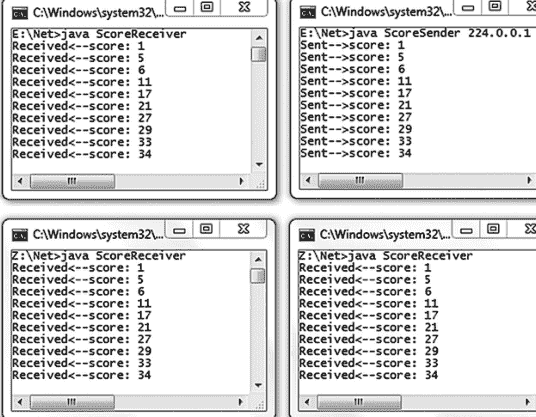 C:\Windows\system32\...
E:\Net>java ScoreReceiver
Received<--score: 1
Received<--score: 5
Received<--score: 6
Received<--score: 11
Received<--score: 17
Received<--score: 21
Received<--score: 27
Received<--score: 29
Received<--score: 33
Received<--score: 34
C:\Windows\system32\...
E:\Net>java ScoreSender 224.0.0.1
Sent-->score: 1
Sent-->score: 5
Sent-->score: 6
Sent-->score: 11
Sent-->score: 17
Sent-->score: 21
Sent-->score: 27
Sent-->score: 29
Sent-->score: 33
Sent-->score: 34
C:\Windows\system32\...
Z:\Net>java ScoreReceiver
Received<--score: 1
Received<--score: 5
Received<--score: 6
Received<--score: 11
Received<--score: 17
Received<--score: 21
Received<--score: 27
Received<--score: 29
Received<--score: 33
Received<--score: 34
C:\Windows\system32\...
Z:\Net>java ScoreReceiver
Received<--score: 1
Received<--score: 5
Received<--score: 6
Received<--score: 11
Received<--score: 17
Received<--score: 21
Received<--score: 27
Received<--score: 29
Received<--score: 33
Received<--score: 34